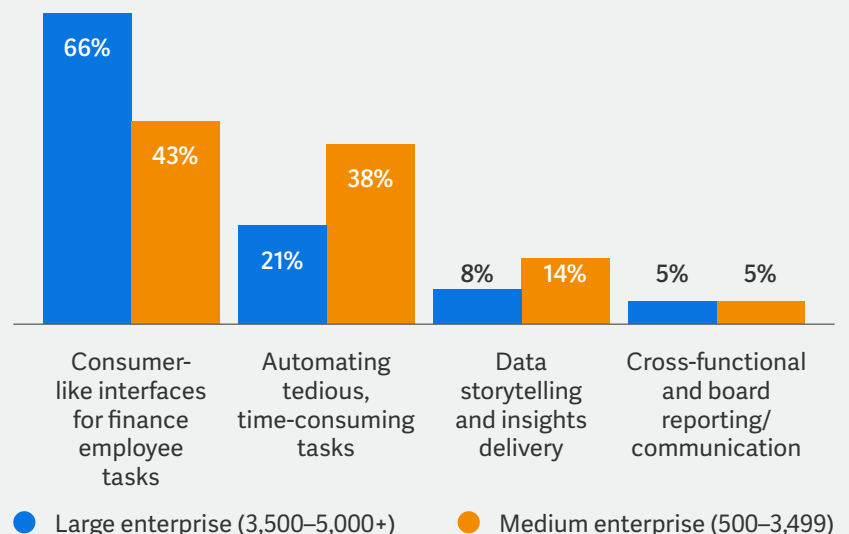 66%
43%
21%
38%
8%
14%
5%
5%
Consumer-
like interfaces
for finance
employee
tasks
Automating
tedious,
time-consuming
tasks
Data
storytelling
and insights
delivery
Cross-functional
and board
reporting/
communication
Large enterprise (3,500–5,000+)
Medium enterprise (500–3,499)